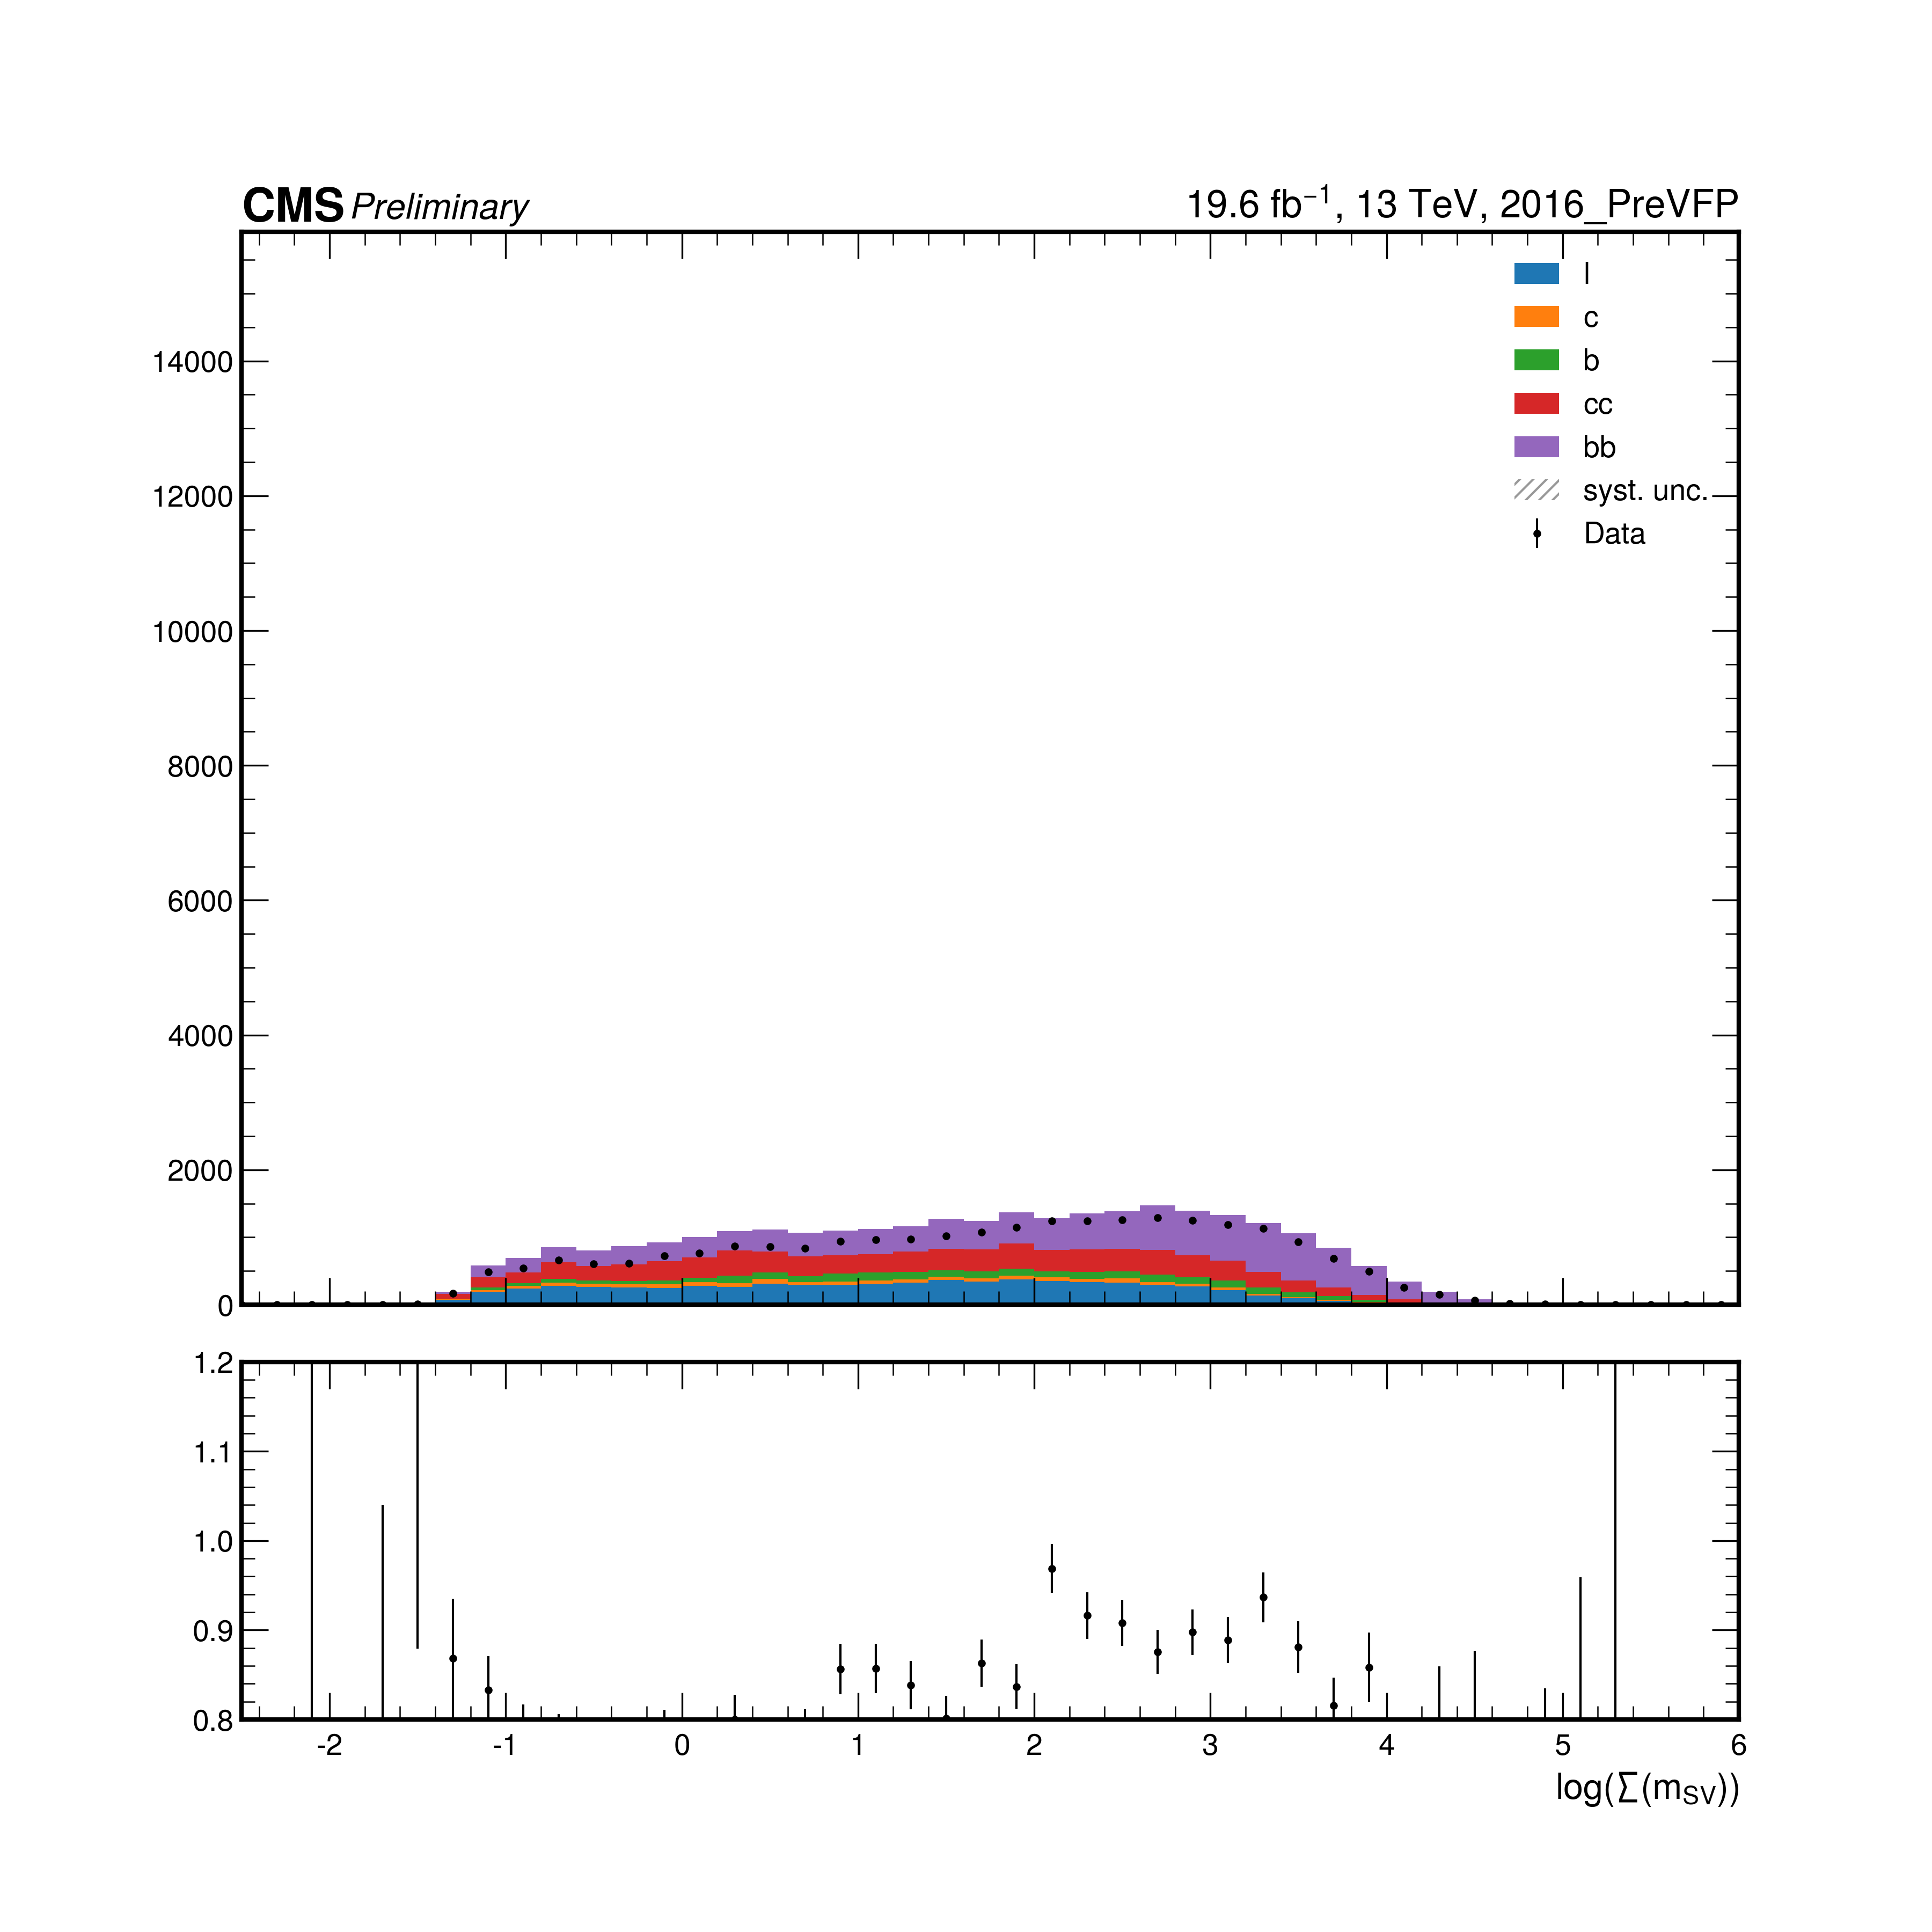 CMS Preliminary
19.6 fb⁻¹, 13 TeV, 2016_PreVFP
l
c
b
cc
bb
syst. unc.
Data
14000
12000
10000
8000
6000
4000
2000
0
1.2
1.1
1.0
0.9
0.8
-2 -1 0 1 2 3 4 5 6
log(Σ(m_SV))